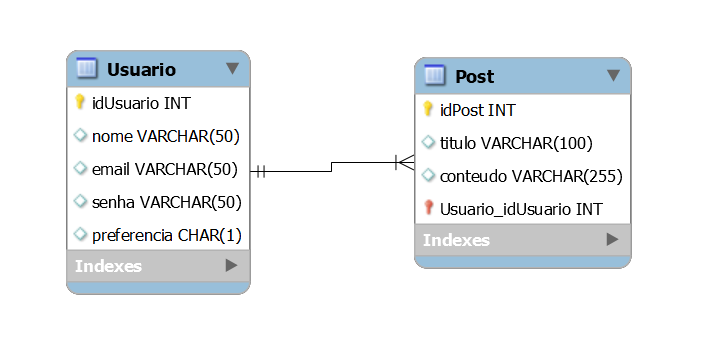 Usuario
idUsuario INT
nome VARCHAR(50)
email VARCHAR(50)
senha VARCHAR(50)
preferencia CHAR(1)
Indexes
Post
idPost INT
titulo VARCHAR(100)
conteudo VARCHAR(255)
Usuario_idUsuario INT
Indexes